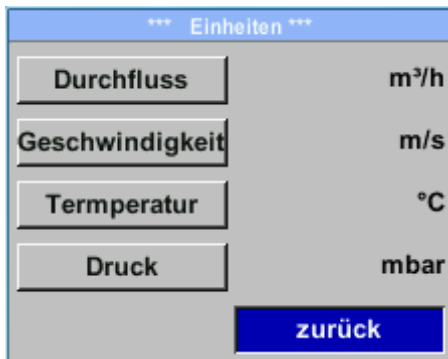 *** Einheiten ***
Durchfluss m³/h
Geschwindigkeit m/s
Termperatur °C
Druck mbar
zurück